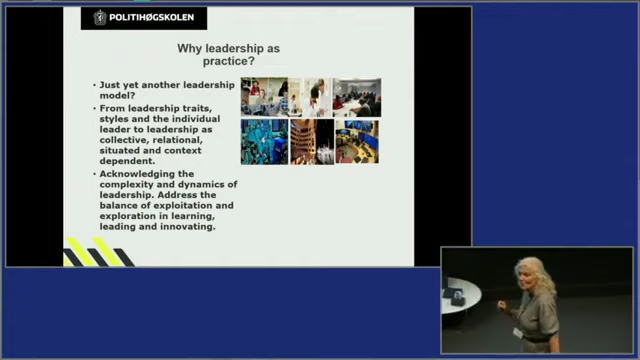 POLITIHØGSKOLEN
Why leadership as
practice?
• Just yet another leadership
model?
• From leadership traits,
styles and the individual
leader to leadership as
collective, relational,
situated and context
dependent.
• Acknowledging the
complexity and dynamics of
leadership. Address the
balance of exploitation and
exploration in learning,
leading and innovating.